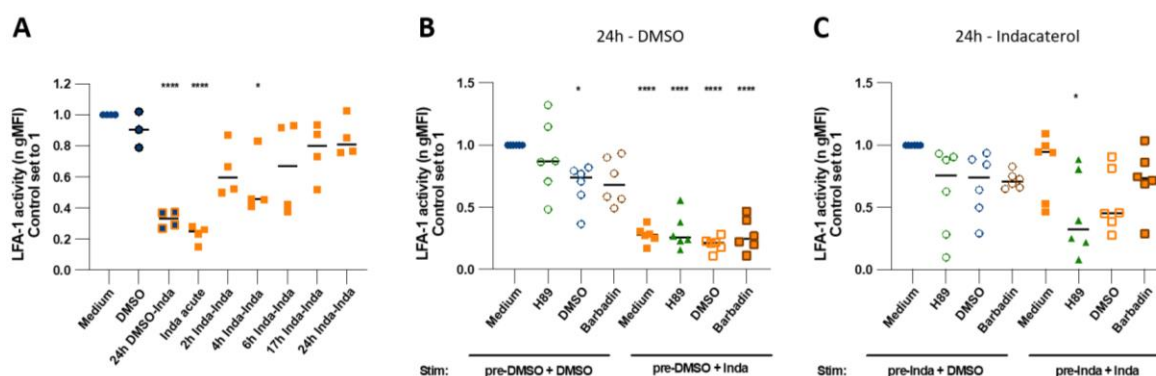 A
LFA-1 activity (n gMFI)
Control set to 1
1.2
1.0
0.8
0.6
0.4
0.2
0.0
**** **** *
Medium
DMSO
24h DMSO-Inda
Inda acute
2h Inda-Inda
4h Inda-Inda
6h Inda-Inda
17h Inda-Inda
24h Inda-Inda
B
24h - DMSO
LFA-1 activity (n gMFI)
Control set to 1
1.5
1.0
0.5
0.0
* **** **** **** ****
Medium
H89
DMSO
Barbadin
Medium
H89
DMSO
Barbadin
Stim: pre-DMSO + DMSO pre-DMSO + Inda
C
24h - Indacaterol
LFA-1 activity (n gMFI)
Control set to 1
1.5
1.0
0.5
0.0
*
Medium
H89
DMSO
Barbadin
Medium
H89
DMSO
Barbadin
Stim: pre-Inda + DMSO pre-Inda + Inda